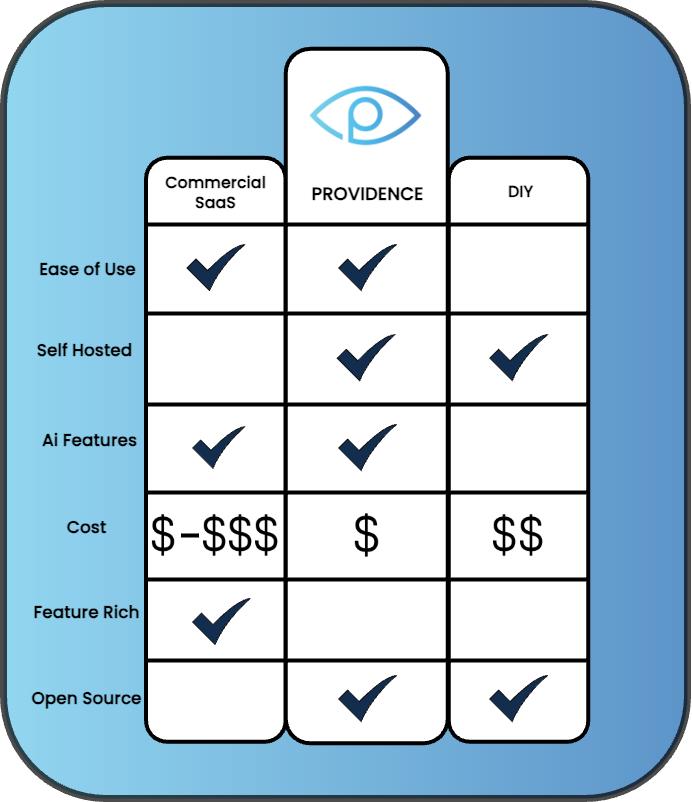 Commercial
SaaS
PROVIDENCE
DIY
Ease of Use
Self Hosted
Ai Features
Cost
$-$$$
$
$$
Feature Rich
Open Source